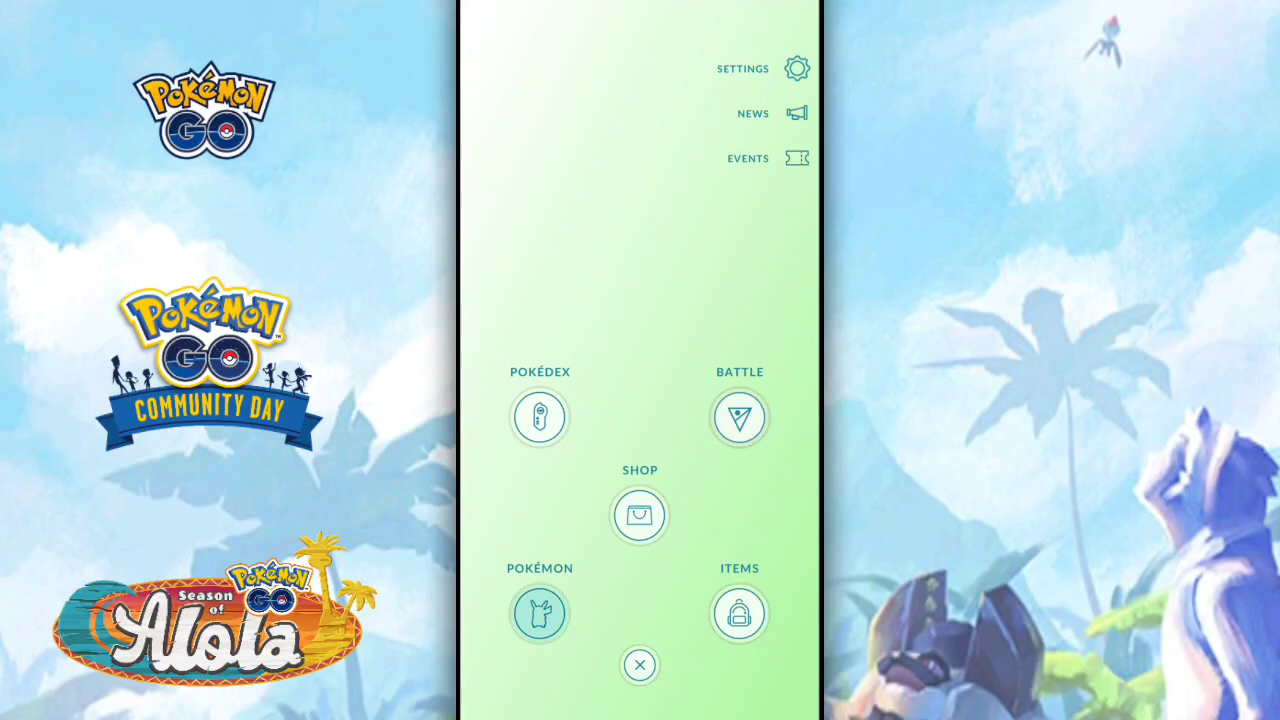 POKÉMON
GO
POKÉMON
GO
COMMUNITY DAY
POKÉMON
GO
Season
of
Alola
SETTINGS
NEWS
EVENTS
POKÉDEX
BATTLE
SHOP
POKÉMON
ITEMS